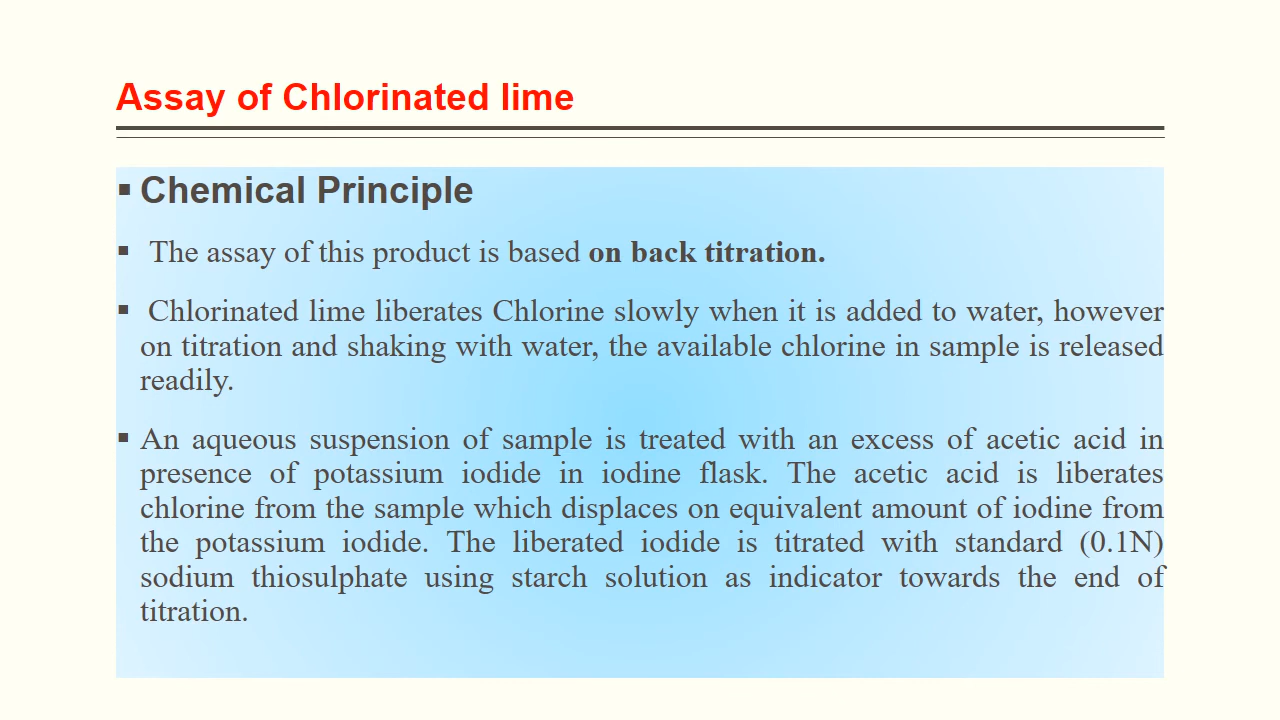 Assay of Chlorinated lime
▪ Chemical Principle
▪ The assay of this product is based on back titration.
▪ Chlorinated lime liberates Chlorine slowly when it is added to water, however
on titration and shaking with water, the available chlorine in sample is released
readily.
▪ An aqueous suspension of sample is treated with an excess of acetic acid in
presence of potassium iodide in iodine flask. The acetic acid is liberates
chlorine from the sample which displaces on equivalent amount of iodine from
the potassium iodide. The liberated iodide is titrated with standard (0.1N)
sodium thiosulphate using starch solution as indicator towards the end of
titration.